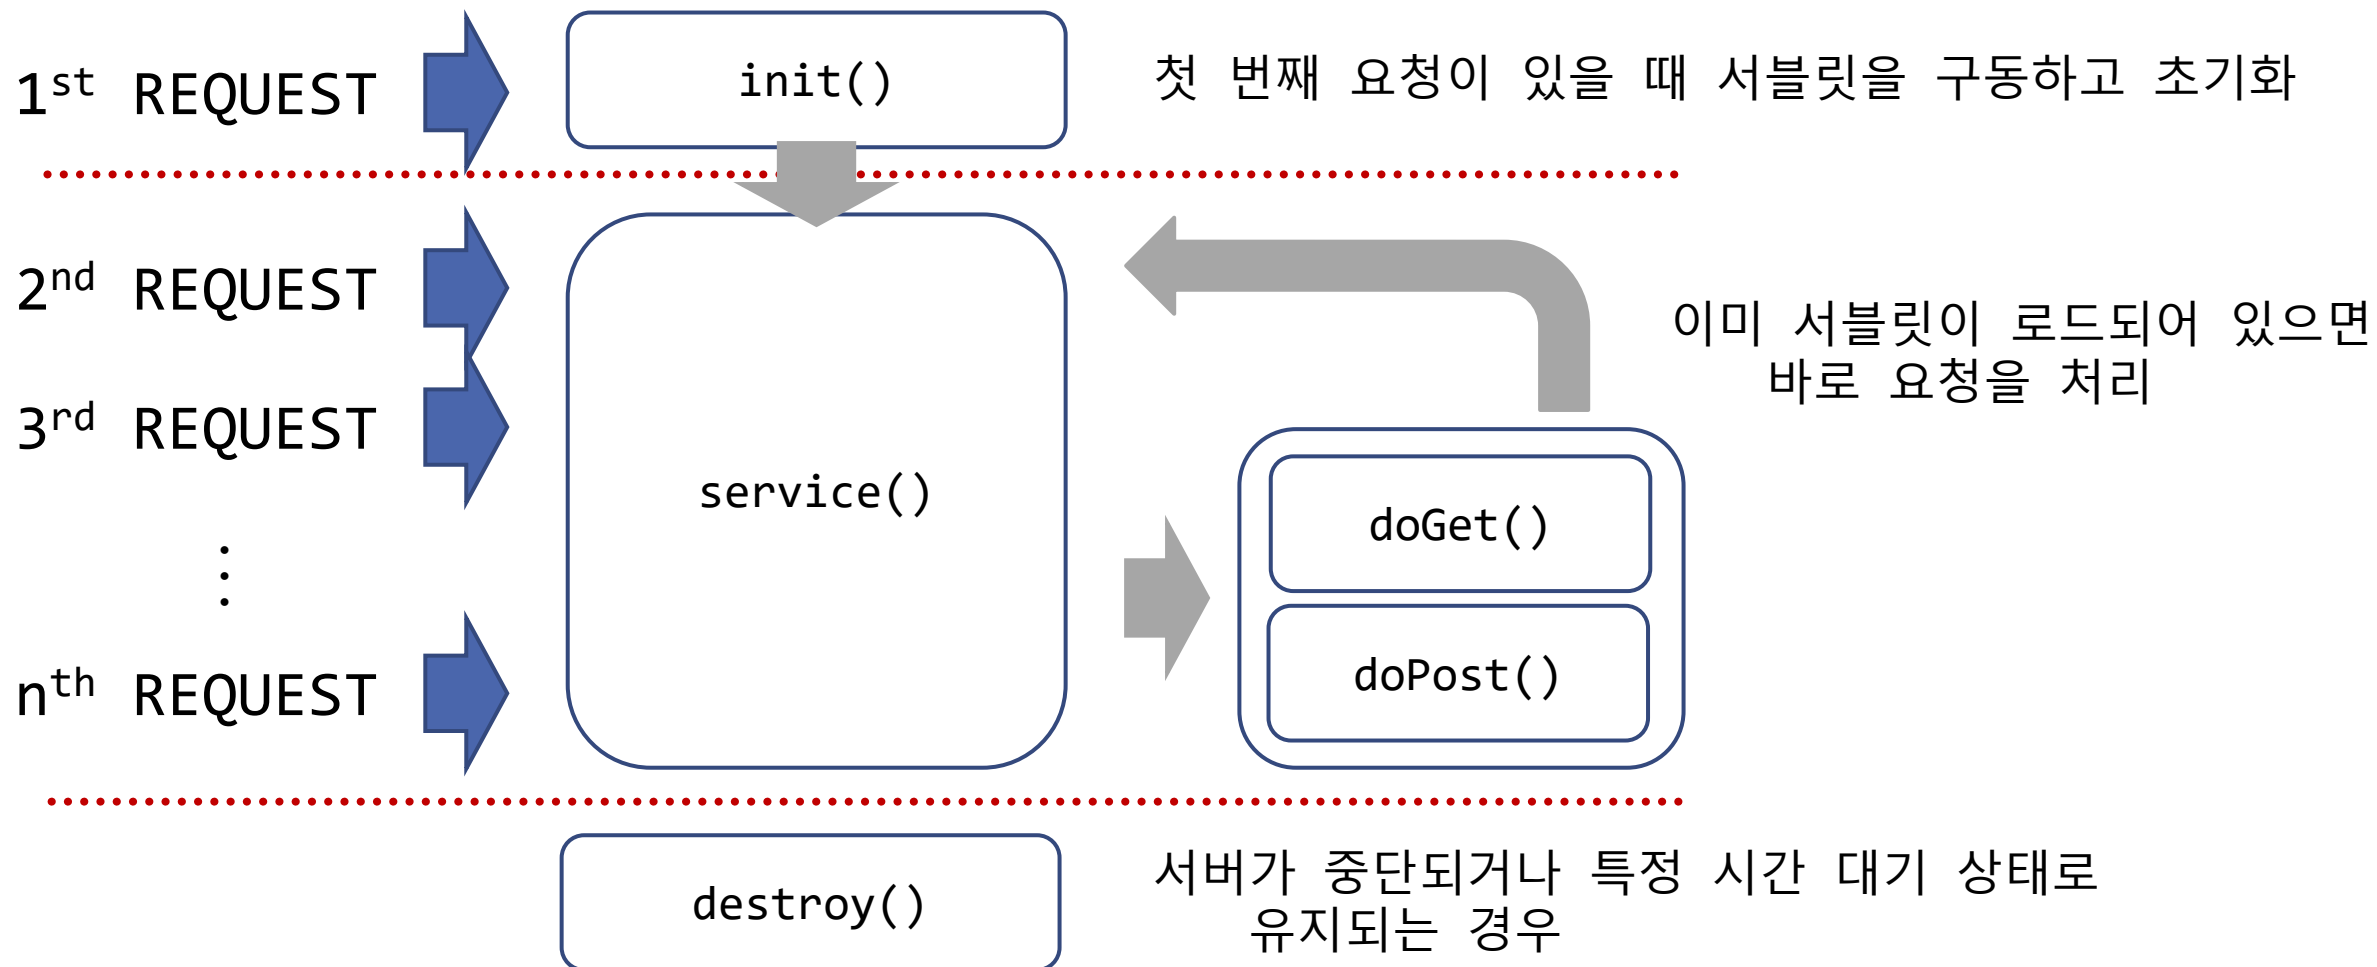 1st REQUEST
init()
첫 번째 요청이 있을 때 서블릿을 구동하고 초기화
2nd REQUEST
3rd REQUEST
⋮
nth REQUEST
service()
doGet()
doPost()
이미 서블릿이 로드되어 있으면
바로 요청을 처리
destroy()
서버가 중단되거나 특정 시간 대기 상태로
유지되는 경우